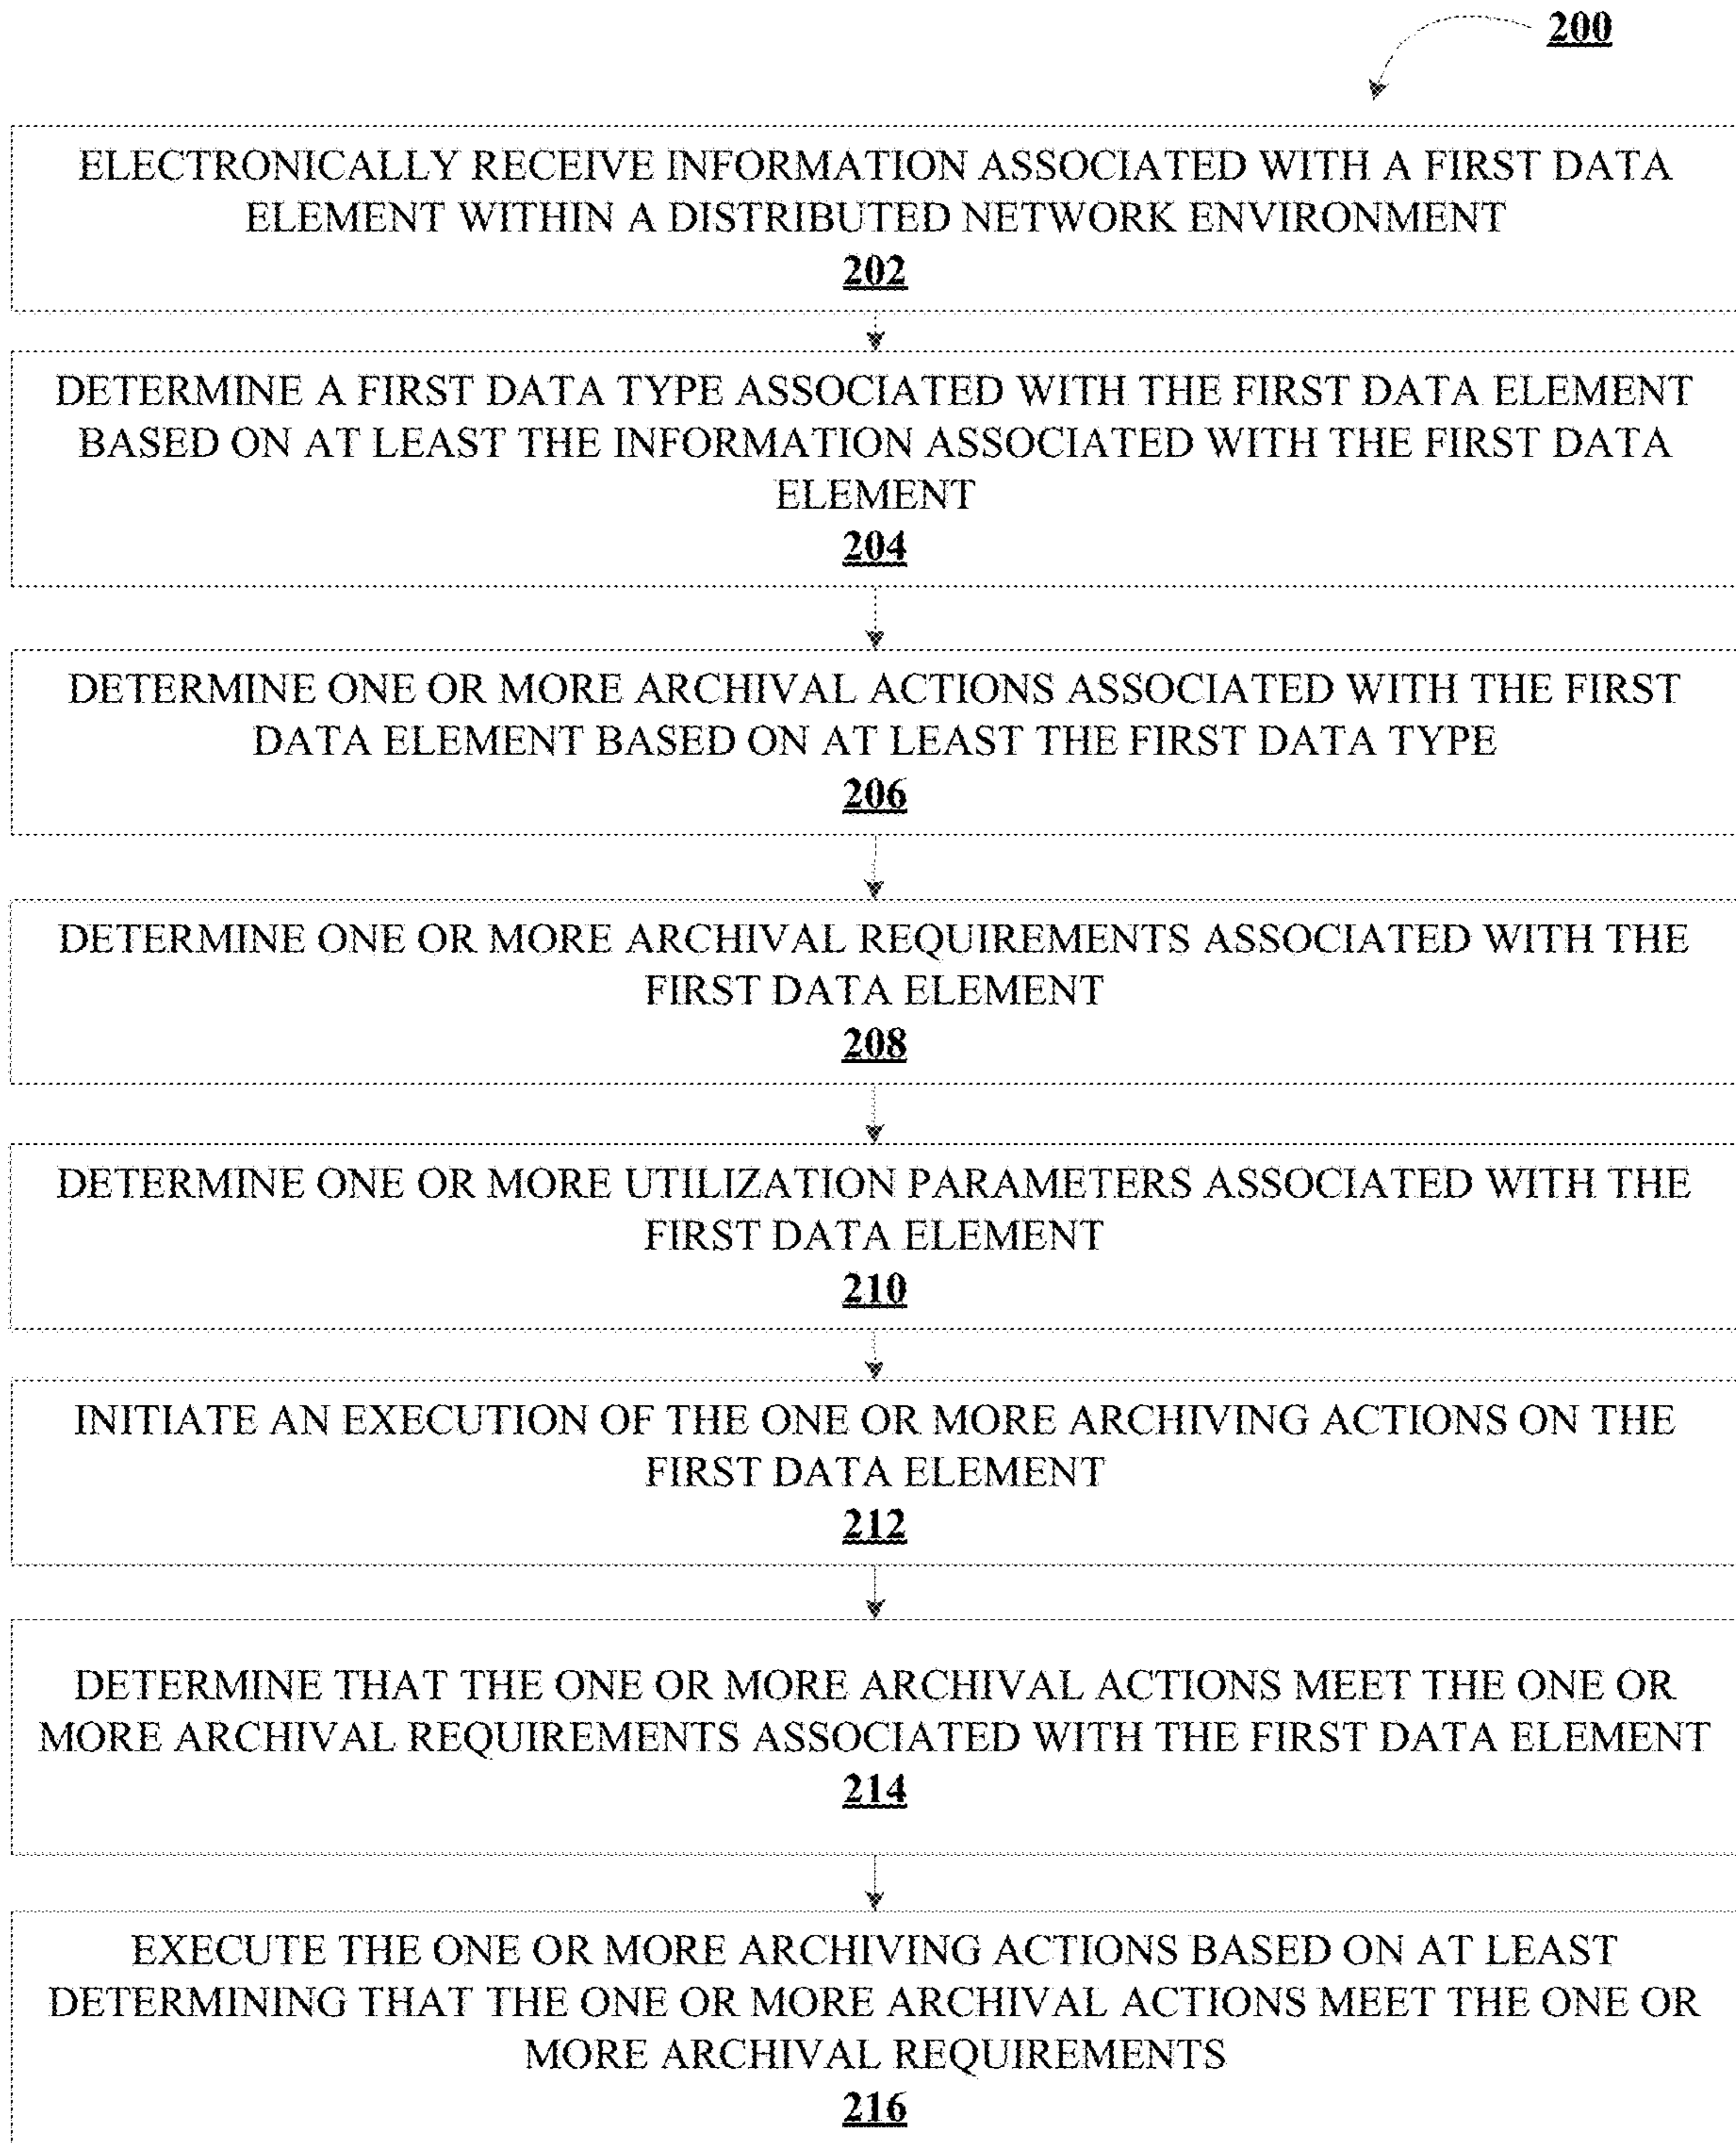 200
ELECTRONICALLY RECEIVE INFORMATION ASSOCIATED WITH A FIRST DATA
ELEMENT WITHIN A DISTRIBUTED NETWORK ENVIRONMENT
202
DETERMINE A FIRST DATA TYPE ASSOCIATED WITH THE FIRST DATA ELEMENT
BASED ON AT LEAST THE INFORMATION ASSOCIATED WITH THE FIRST DATA
ELEMENT
204
DETERMINE ONE OR MORE ARCHIVAL ACTIONS ASSOCIATED WITH THE FIRST
DATA ELEMENT BASED ON AT LEAST THE FIRST DATA TYPE
206
DETERMINE ONE OR MORE ARCHIVAL REQUIREMENTS ASSOCIATED WITH THE
FIRST DATA ELEMENT
208
DETERMINE ONE OR MORE UTILIZATION PARAMETERS ASSOCIATED WITH THE
FIRST DATA ELEMENT
210
INITIATE AN EXECUTION OF THE ONE OR MORE ARCHIVING ACTIONS ON THE
FIRST DATA ELEMENT
212
DETERMINE THAT THE ONE OR MORE ARCHIVAL ACTIONS MEET THE ONE OR
MORE ARCHIVAL REQUIREMENTS ASSOCIATED WITH THE FIRST DATA ELEMENT
214
EXECUTE THE ONE OR MORE ARCHIVING ACTIONS BASED ON AT LEAST
DETERMINING THAT THE ONE OR MORE ARCHIVAL ACTIONS MEET THE ONE OR
MORE ARCHIVAL REQUIREMENTS
216